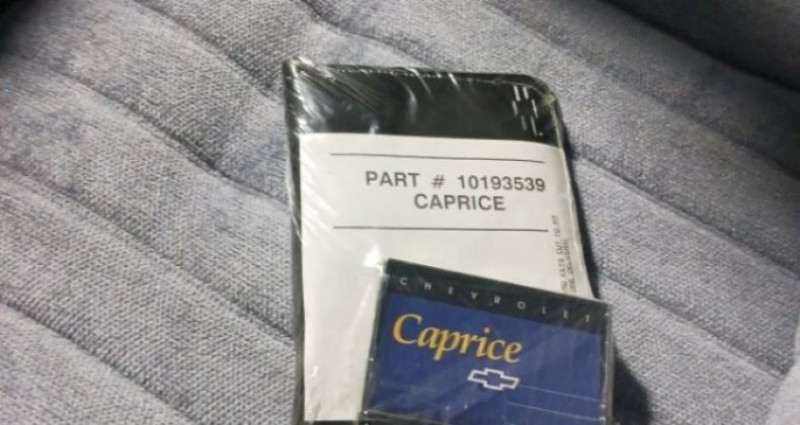 PART # 10193539
CAPRICE
CHEVROLET
Caprice